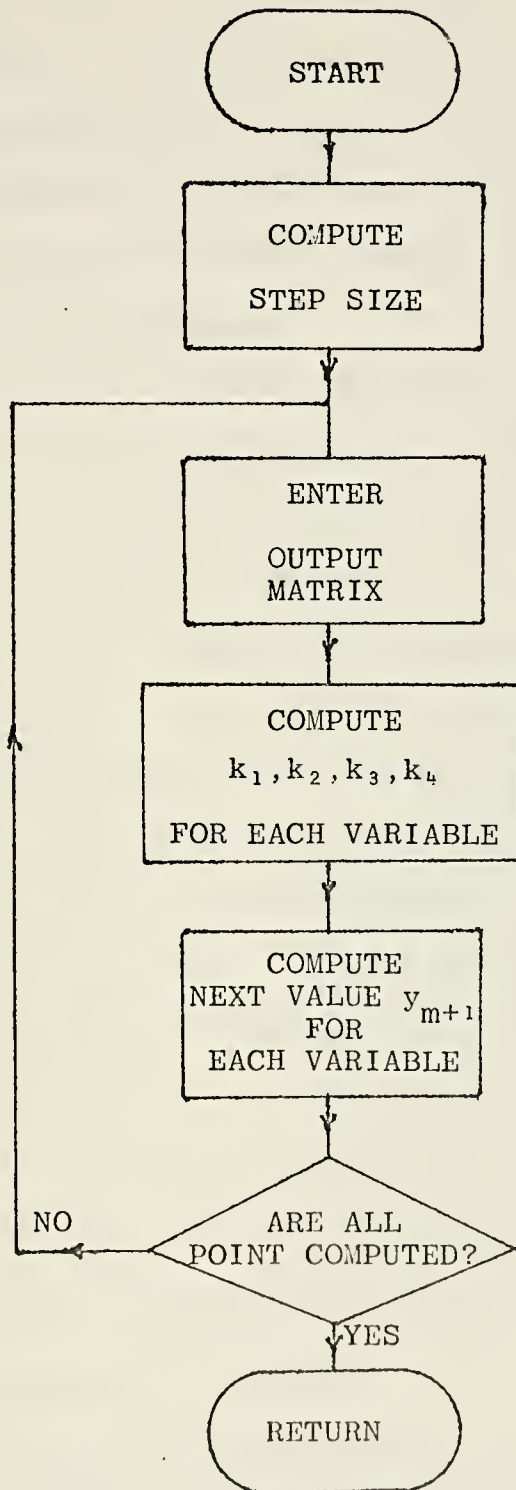 START
COMPUTE
STEP SIZE
ENTER
OUTPUT
MATRIX
COMPUTE
k₁,k₂,k₃,k₄
FOR EACH VARIABLE
COMPUTE
NEXT VALUE yₘ₊₁
FOR
EACH VARIABLE
NO
ARE ALL
POINT COMPUTED?
YES
RETURN